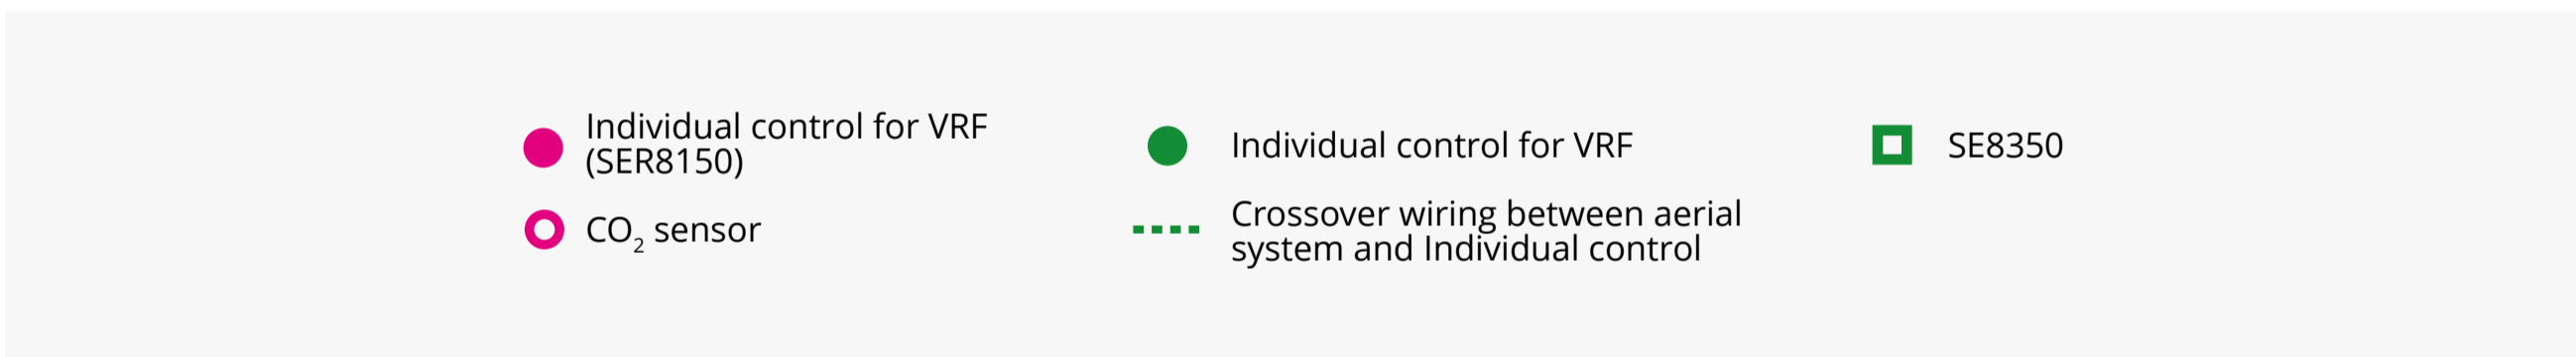 Individual control for VRF
(SER8150)
CO₂ sensor
Individual control for VRF
Crossover wiring between aerial
system and Individual control
SE8350